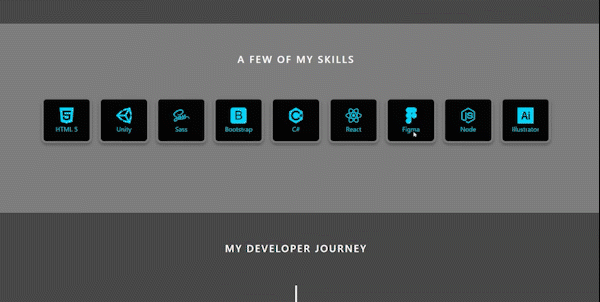 A FEW OF MY SKILLS
HTML 5
Unity
Sass
Bootstrap
C#
React
Figma
Node
Ai
Illustrator
MY DEVELOPER JOURNEY